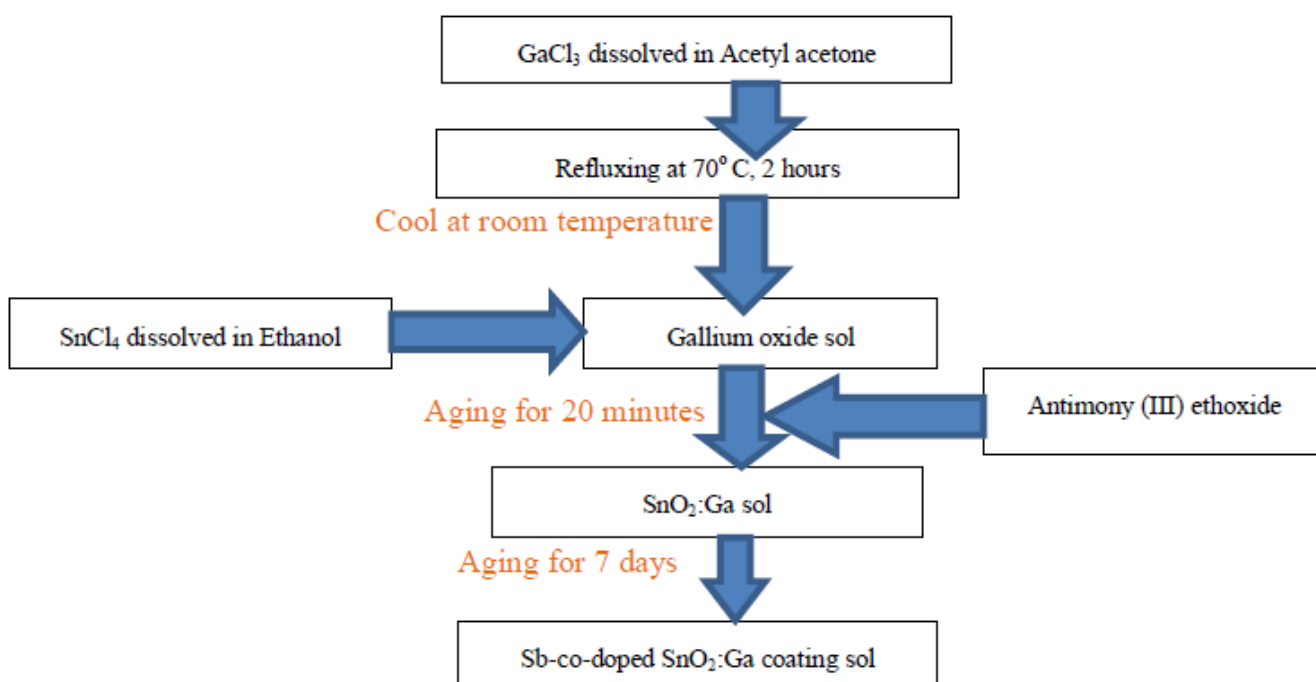 GaCl₃ dissolved in Acetyl acetone
Refluxing at 70° C, 2 hours
Cool at room temperature
SnCl₄ dissolved in Ethanol
Gallium oxide sol
Aging for 20 minutes
Antimony (III) ethoxide
SnO₂:Ga sol
Aging for 7 days
Sb-co-doped SnO₂:Ga coating sol